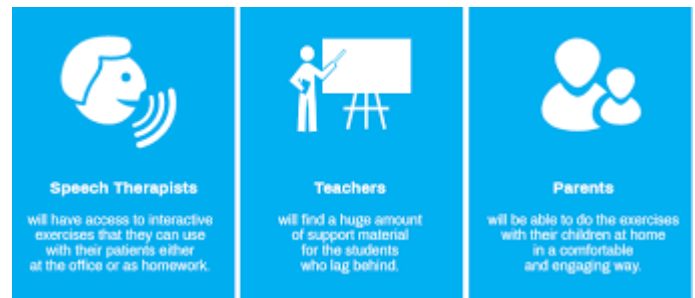 Speech Therapists
will have access to interactive
exercises that they can use
with their patients either
at the office or as homework.
Teachers
will find a huge amount
of support material
for the students
who lag behind.
Parents
will be able to do the exercises
with their children at home
in a comfortable
and engaging way.